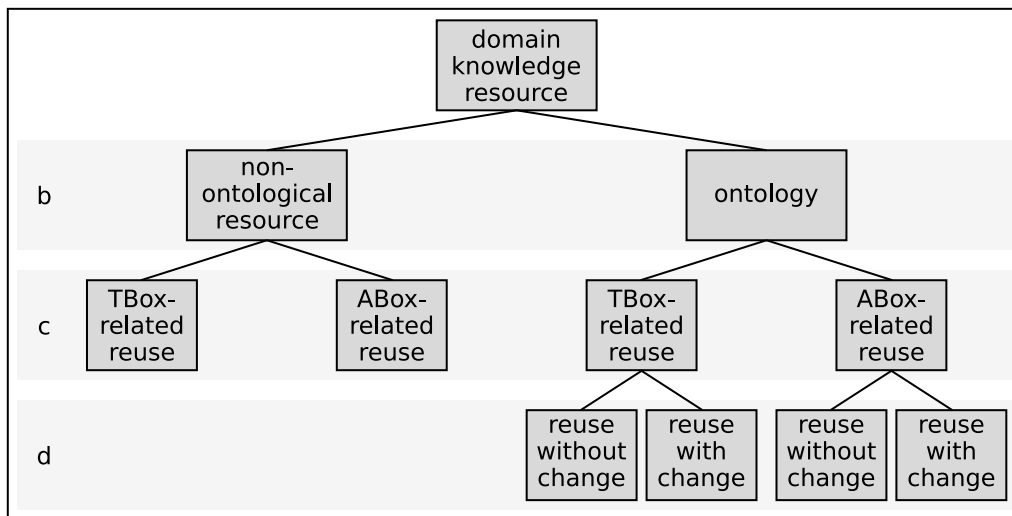 domain
knowledge
resource
b
non-
ontological
resource
ontology
c
TBox-
related
reuse
ABox-
related
reuse
TBox-
related
reuse
ABox-
related
reuse
d
reuse
without
change
reuse
with
change
reuse
without
change
reuse
with
change